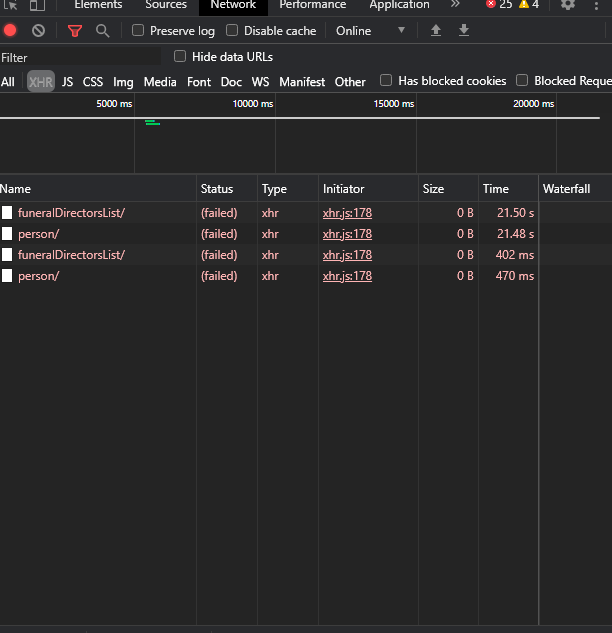 Elements Sources Network Performance Application » 25 4
Preserve log Disable cache Online
Filter Hide data URLs
All XHR JS CSS Img Media Font Doc WS Manifest Other Has blocked cookies Blocked Reque
5000 ms 10000 ms 15000 ms 20000 ms
Name Status Type Initiator Size Time Waterfall
funeralDirectorsList/ (failed) xhr xhr.js:178 0 B 21.50 s
person/ (failed) xhr xhr.js:178 0 B 21.48 s
funeralDirectorsList/ (failed) xhr xhr.js:178 0 B 402 ms
person/ (failed) xhr xhr.js:178 0 B 470 ms